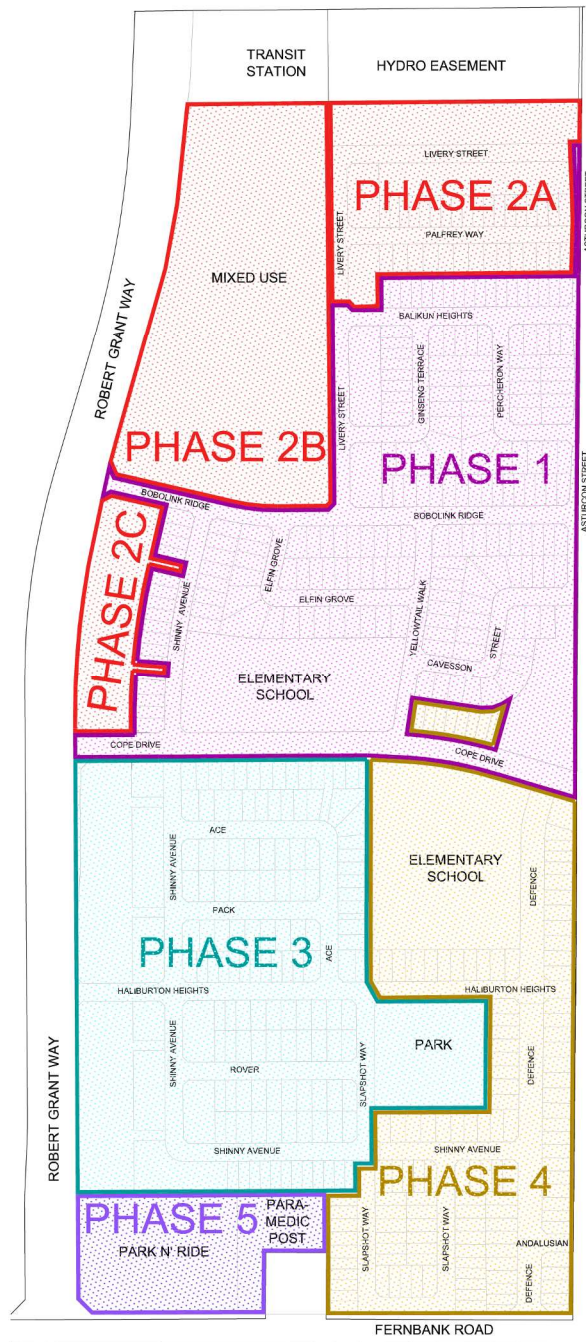 TRANSIT
STATION
HYDRO EASEMENT
LIVERY STREET
PHASE 2A
LIVERY STREET
PALFREY WAY
ASTURCON STREET
MIXED USE
ROBERT GRANT WAY
BALIKUN HEIGHTS
GINSENG TERRACE
PERCHERON WAY
LIVERY STREET
PHASE 2B
PHASE 1
ASTURCON STREET
BOBOLINK RIDGE
BOBOLINK RIDGE
PHASE 2C
ELFIN GROVE
SHINNY AVENUE
ELFIN GROVE
YELLOWTAIL WALK
STREET
CAVESSON
ELEMENTARY
SCHOOL
COPE DRIVE
COPE DRIVE
ACE
SHINNY AVENUE
ELEMENTARY
SCHOOL
DEFENCE
PACK
PHASE 3
ACE
HALIBURTON HEIGHTS
HALIBURTON HEIGHTS
ROBERT GRANT WAY
SHINNY AVENUE
ROVER
SLAPSHOT WAY
PARK
DEFENCE
SHINNY AVENUE
SHINNY AVENUE
PHASE 4
PHASE 5
PARA-
MEDIC
POST
PARK N' RIDE
SLAPSHOT WAY
SLAPSHOT WAY
ANDALUSIAN
DEFENCE
FERNBANK ROAD